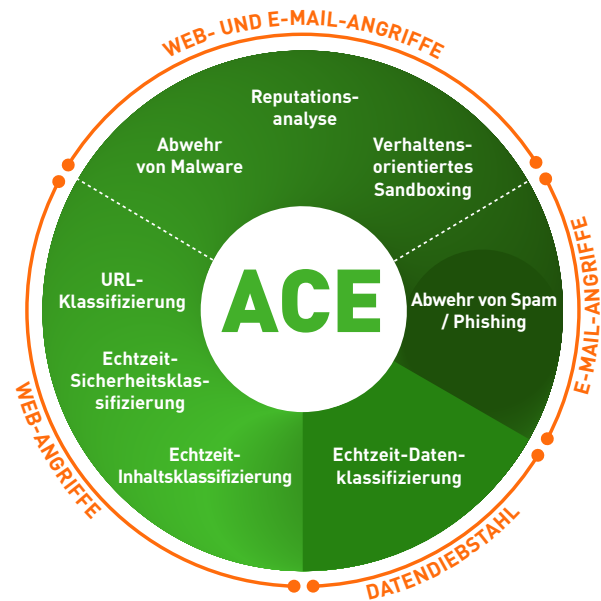 WEB- UND E-MAIL-ANGRIFFE
Reputations-
analyse
Abwehr
von Malware
Verhaltens-
orientiertes
Sandboxing
URL-
Klassifizierung
ACE
Abwehr von Spam
/ Phishing
E-MAIL-ANGRIFFE
Echtzeit-
Sicherheitsklas-
sifizierung
WEB-ANGRIFFE
Echtzeit-
Inhaltsklassifizierung
Echtzeit-Daten-
klassifizierung
DATENDIEBSTAHL